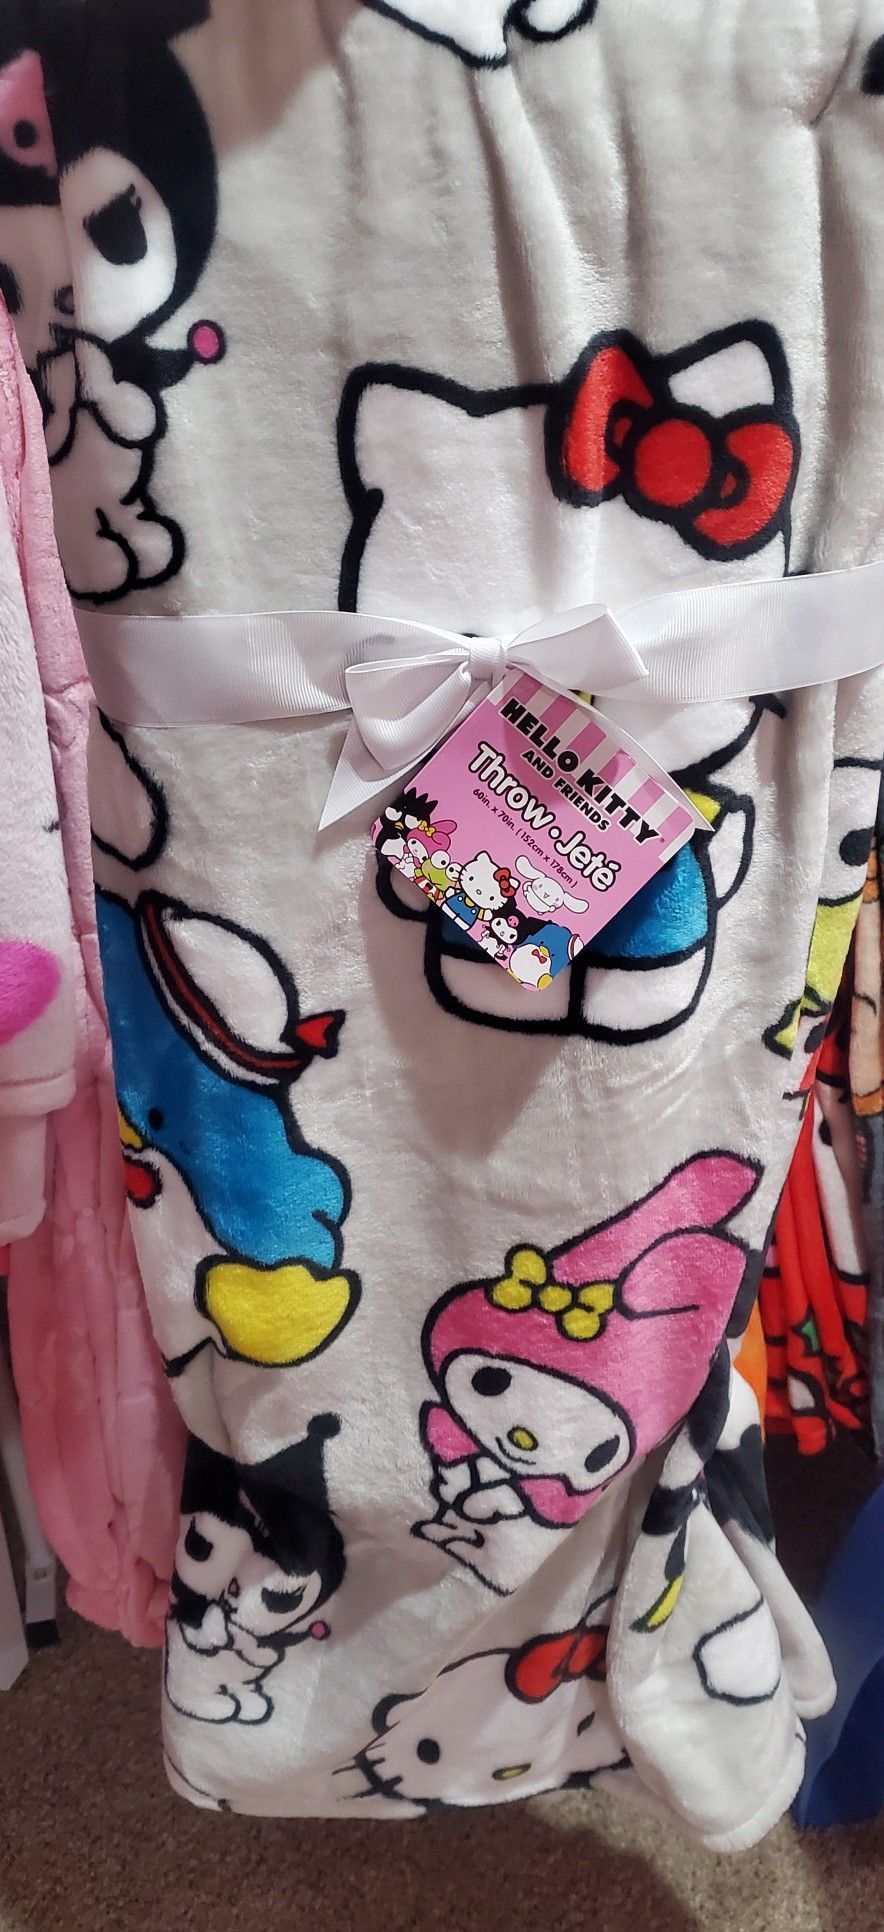 HELLO KITTY®
AND FRIENDS
Throw • Jeté
60in. x 70in. (152cm x 178cm)